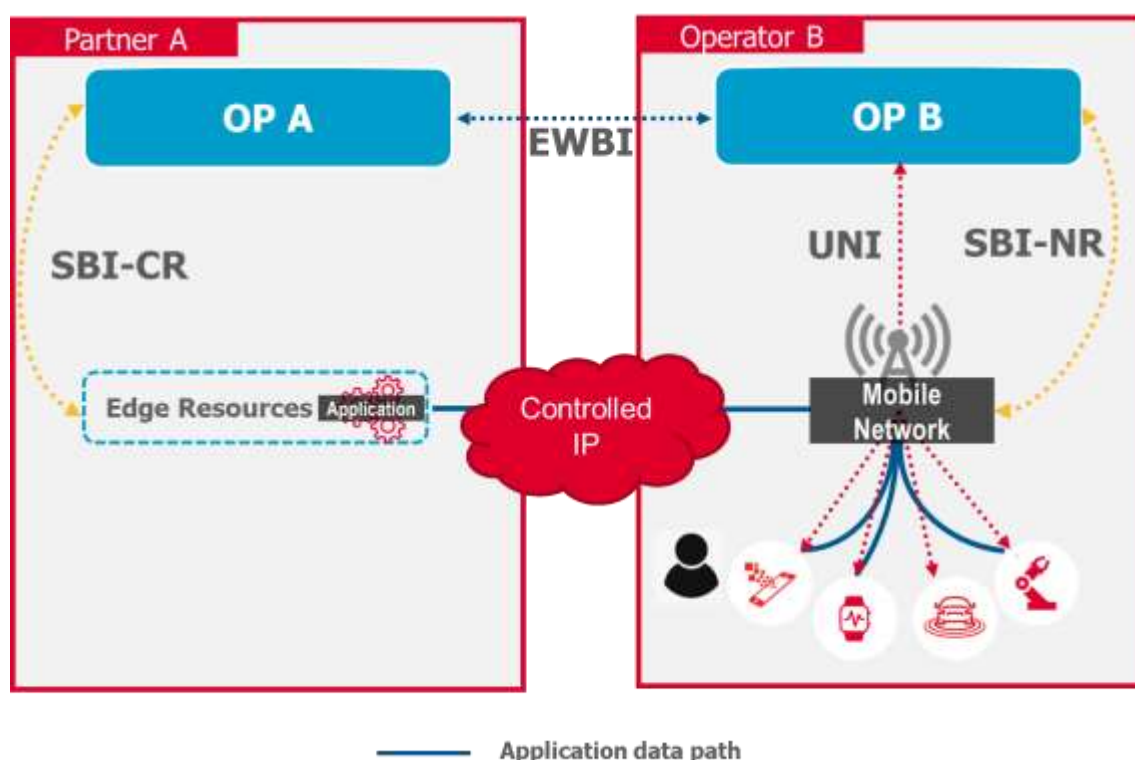 Partner A
Operator B
OP A
OP B
EWBI
SBI-CR
UNI
SBI-NR
Edge Resources
Application
Controlled
IP
Mobile
Network
Application data path